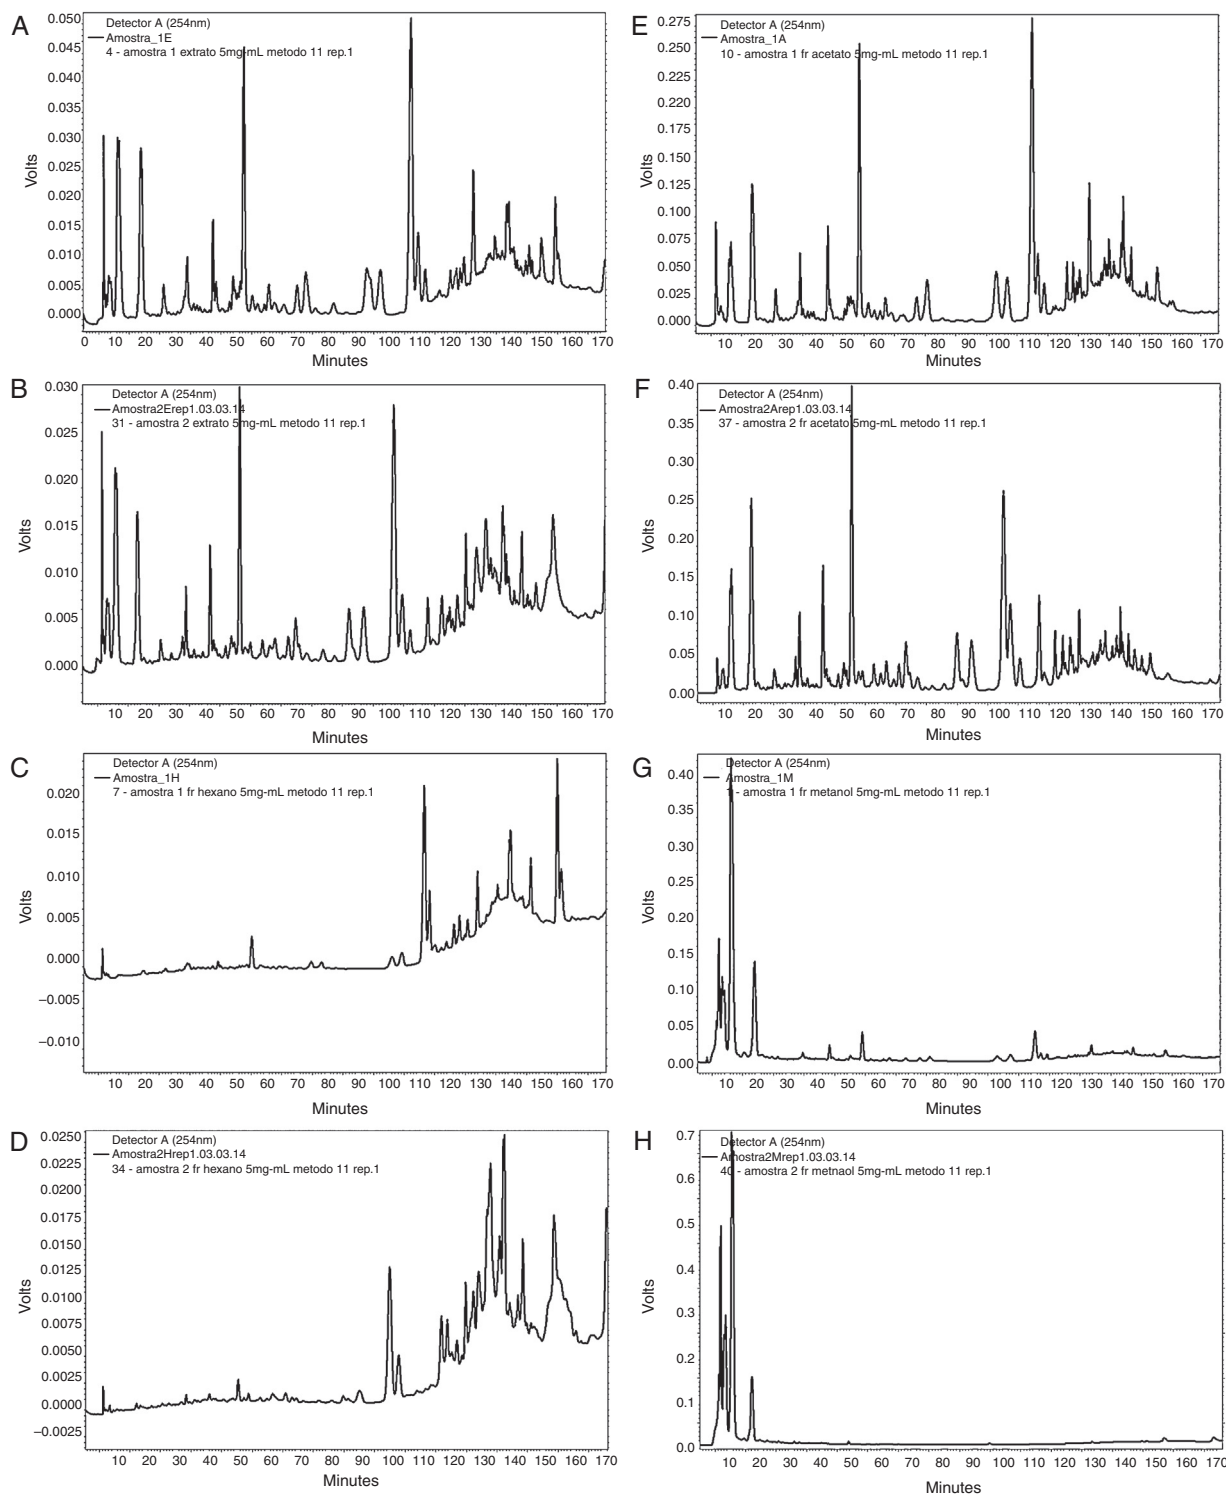 A
Detector A (254nm)
Amostra_1E
4 - amostra 1 extrato 5mg-mL metodo 11 rep.1
0.050
0.045
0.040
0.035
0.030
0.025
0.020
0.015
0.010
0.005
0.000
Volts
0 10 20 30 40 50 60 70 80 90 100 110 120 130 140 150 160 170
Minutes
B
Detector A (254nm)
Amostra2Erep1.03.03.14
31 - amostra 2 extrato 5mg-mL metodo 11 rep.1
0.030
0.025
0.020
0.015
0.010
0.005
0.000
Volts
10 20 30 40 50 60 70 80 90 100 110 120 130 140 150 160 170
Minutes
C
Detector A (254nm)
Amostra_1H
7 - amostra 1 fr hexano 5mg-mL metodo 11 rep.1
0.020
0.015
0.010
0.005
0.000
−0.005
−0.010
Volts
10 20 30 40 50 60 70 80 90 100 110 120 130 140 150 160 170
Minutes
D
Detector A (254nm)
Amostra2Hrep1.03.03.14
34 - amostra 2 fr hexano 5mg-mL metodo 11 rep.1
0.0250
0.0225
0.0200
0.0175
0.0150
0.0125
0.0100
0.0075
0.0050
0.0025
0.0000
−0.0025
Volts
10 20 30 40 50 60 70 80 90 100 110 120 130 140 150 160 170
Minutes
E
Detector A (254nm)
Amostra_1A
10 - amostra 1 fr acetato 5mg-mL metodo 11 rep.1
0.275
0.250
0.225
0.220
0.175
0.150
0.125
0.100
0.075
0.050
0.025
0.000
Volts
10 20 30 40 50 60 70 80 90 100 110 120 130 140 150 160 170
Minutes
F
Detector A (254nm)
Amostra2Arep1.03.03.14
37 - amostra 2 fr acetato 5mg-mL metodo 11 rep.1
0.40
0.35
0.30
0.25
0.20
0.15
0.10
0.05
0.00
Volts
10 20 30 40 50 60 70 80 90 100 110 120 130 140 150 160 170
Minutes
G
Detector A (254nm)
Amostra_1M
- amostra 1 fr metanol 5mg-mL metodo 11 rep.1
0.40
0.35
0.30
0.25
0.20
0.15
0.10
0.05
0.00
Volts
10 20 30 40 50 60 70 80 90 100 110 120 130 140 150 160 170
Minutes
H
Detector A (254nm)
Amostra2Mrep1.03.03.14
40 - amostra 2 fr metnaol 5mg-mL metodo 11 rep.1
0.7
0.6
0.5
0.4
0.3
0.2
0.1
0.0
Volts
10 20 30 40 50 60 70 80 90 100 110 120 130 140 150 160 170
Minutes